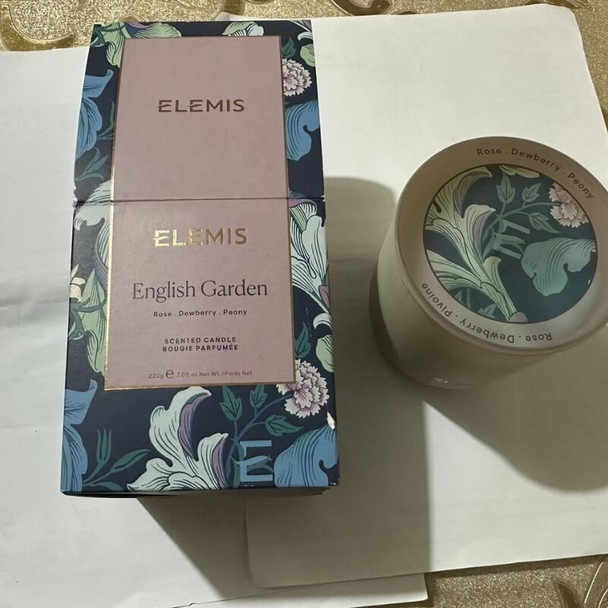 ELEMIS
ELEMIS
English Garden
Rose . Dewberry . Peony
SCENTED CANDLE
BOUGIE PARFUMÉE
220g ℮ 7.05 oz Net Wt./Poids Net
E
Rose . Dewberry . Peony
Rose . Dewberry . Pivoine
E